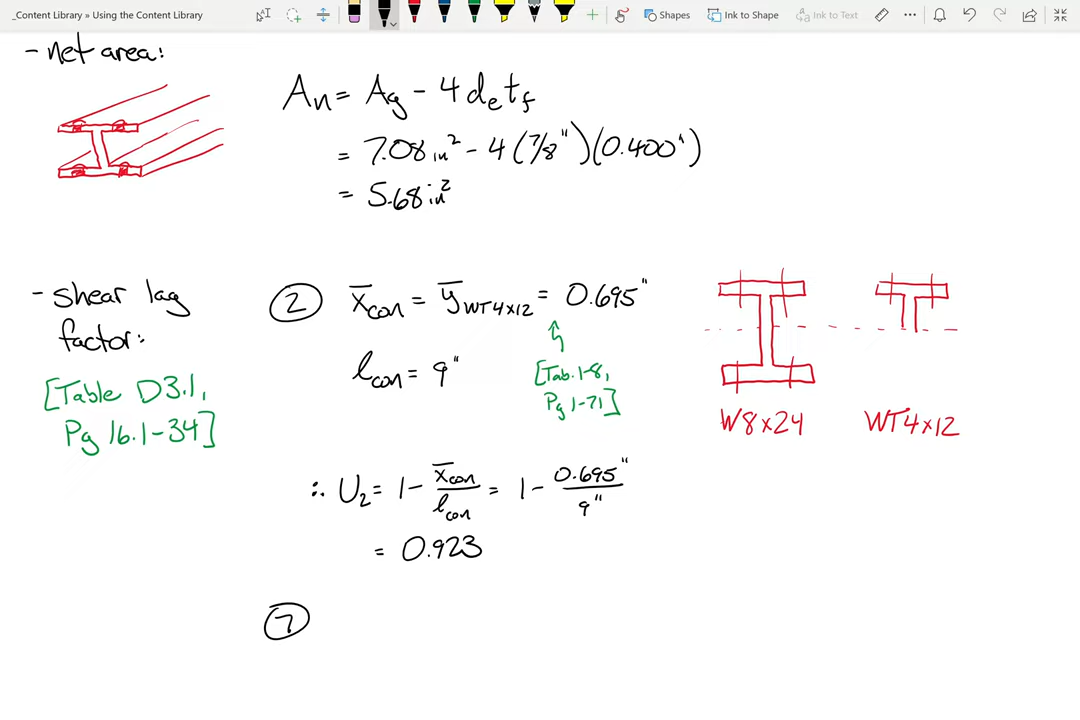 _Content Library » Using the Content Library
Shapes
Ink to Shape
Ink to Text
- net area:
An = Ag - 4 de tf
= 7.08 in² - 4 (7/8") (0.400")
= 5.68 in²
- shear lag
factor:
[Table D3.1,
Pg 16.1-34]
② x̄con = ȳWT4x12 = 0.695"
lcon = 9"
[Tab. 1-8,
Pg 1-71]
W8x24
WT4x12
∴ U₂ = 1 - x̄con/lcon = 1 - 0.695"/9"
= 0.923
⑦